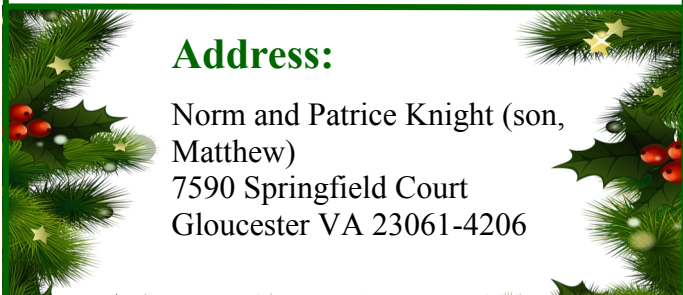 Address:
Norm and Patrice Knight (son,
Matthew)
7590 Springfield Court
Gloucester VA 23061-4206